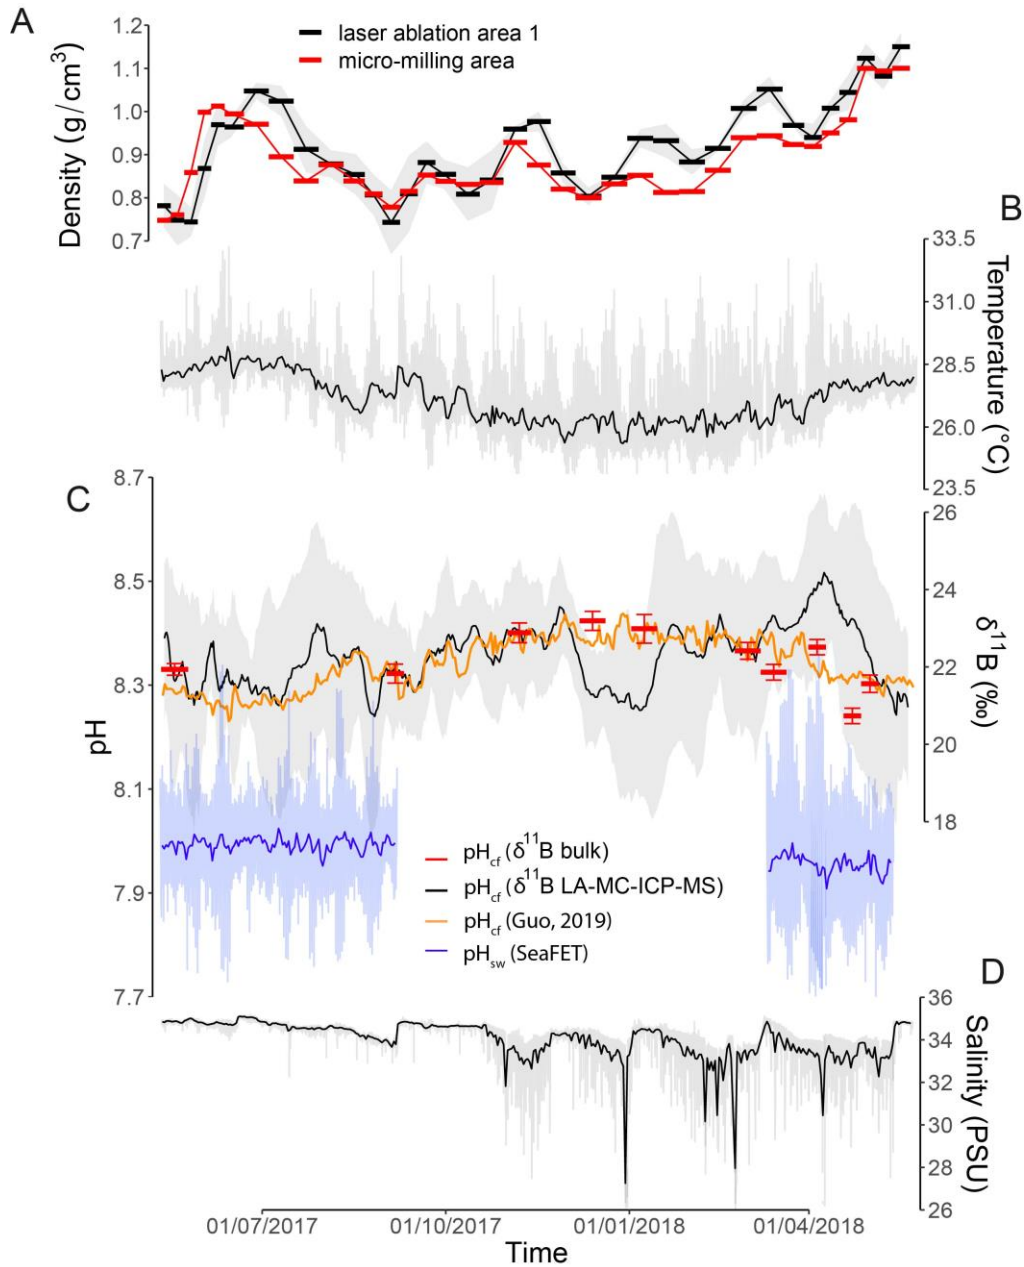 A
1.2
1.1
1.0
0.9
0.8
0.7
Density (g/cm³)
laser ablation area 1
micro-milling area
B
33.5
31.0
28.5
26.0
23.5
Temperature (°C)
C
8.7
8.5
8.3
8.1
7.9
7.7
pH
26
24
22
20
18
δ¹¹B (‰)
pHcf (δ¹¹B bulk)
pHcf (δ¹¹B LA-MC-ICP-MS)
pHcf (Guo, 2019)
pHsw (SeaFET)
D
36
34
32
30
28
26
Salinity (PSU)
01/07/2017 01/10/2017 01/01/2018 01/04/2018
Time